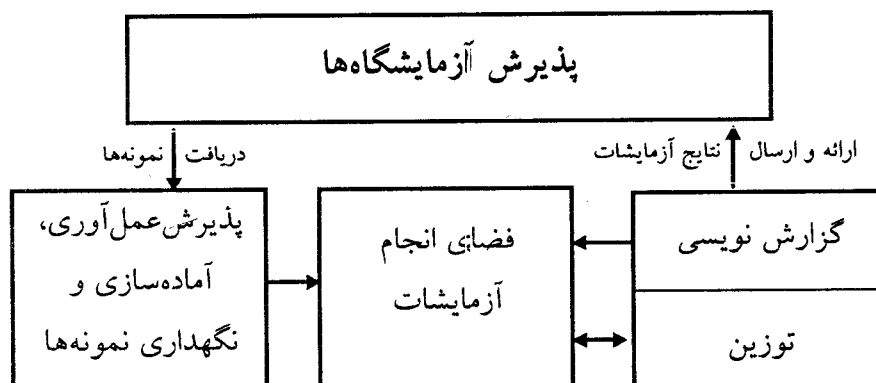 پذیرش آزمایشگاه‌ها
دریافت نمونه‌ها
ارائه و ارسال نتایج آزمایشات
پذیرش عمل‌آوری،
آماده‌سازی و
نگهداری نمونه‌ها
فضای انجام
آزمایشات
گزارش نویسی
توزین